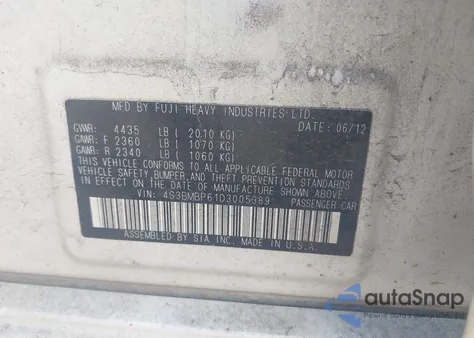 MFD BY FUJI HEAVY INDUSTRIES LTD.
DATE: 06/12
GVWR: 4435 LB ( 2010 KG)
GAWR: F 2360 LB ( 1070 KG)
GAWR: R 2340 LB ( 1060 KG)
THIS VEHICLE CONFORMS TO ALL APPLICABLE FEDERAL MOTOR
VEHICLE SAFETY, BUMPER, AND THEFT PREVENTION STANDARDS
IN EFFECT ON THE DATE OF MANUFACTURE SHOWN ABOVE.
VIN: 4S3BMBP61D3005389 PASSENGER CAR
ASSEMBLED BY SIA INC. MADE IN U.S.A.
autoSnap